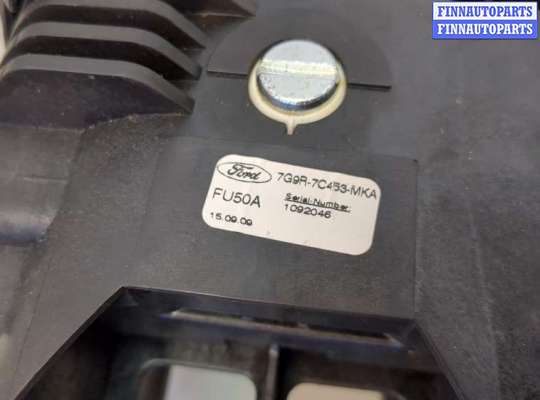 FINNAUTOPARTS
FINNAUTOPARTS
Ford 7G9R-7C453-MKA
FU50A Serial-Number:
15.09.09 1092046